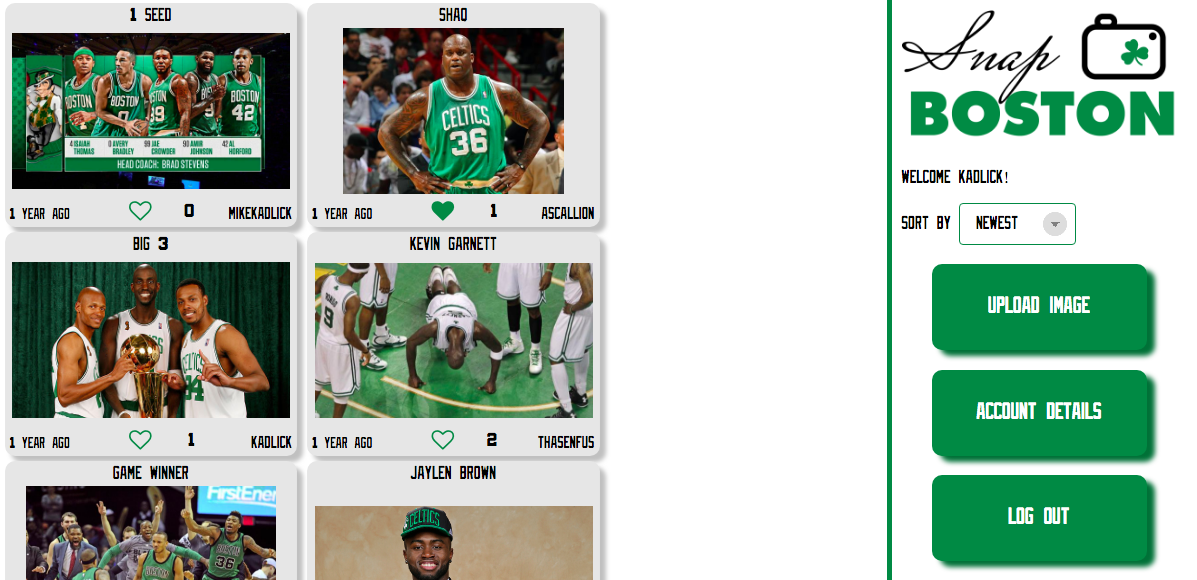 1 SEED
BOSTON
BOSTON
BOSTON
42
4 ISAIAH THOMAS
0 AVERY BRADLEY
99 JAE CROWDER
90 AMIR JOHNSON
42 AL HORFORD
HEAD COACH: BRAD STEVENS
1 YEAR AGO 0 MIKEKADLICK
SHAQ
CELTICS
36
1 YEAR AGO 1 ASCALLION
BIG 3
1 YEAR AGO 1 KADLICK
KEVIN GARNETT
9
1 YEAR AGO 2 THASENFUS
GAME WINNER
FirstEner
BOSTON
36
JAYLEN BROWN
CELTICS
Snap
BOSTON
WELCOME KADLICK!
SORT BY NEWEST
UPLOAD IMAGE
ACCOUNT DETAILS
LOG OUT